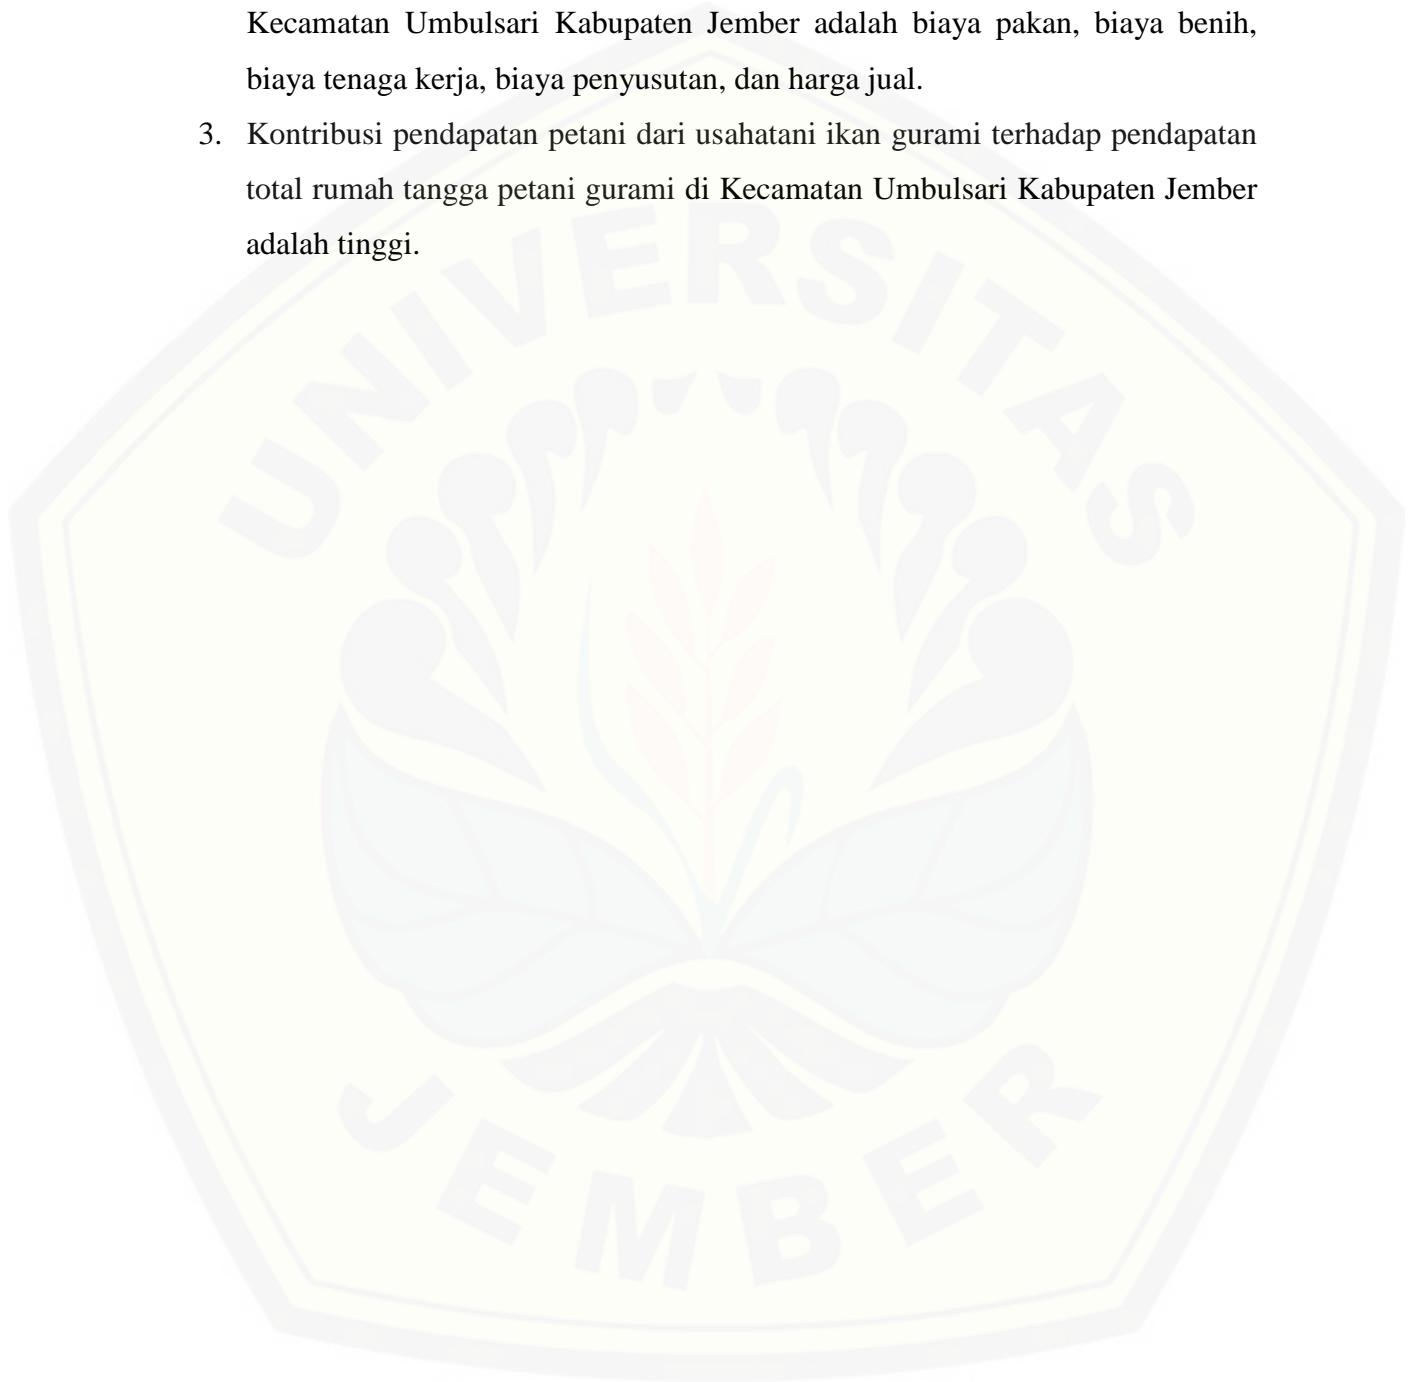 Kecamatan Umbulsari Kabupaten Jember adalah biaya pakan, biaya benih,
biaya tenaga kerja, biaya penyusutan, dan harga jual.
3. Kontribusi pendapatan petani dari usahatani ikan gurami terhadap pendapatan
total rumah tangga petani gurami di Kecamatan Umbulsari Kabupaten Jember
adalah tinggi.
UNIVERSITAS
JEMBER